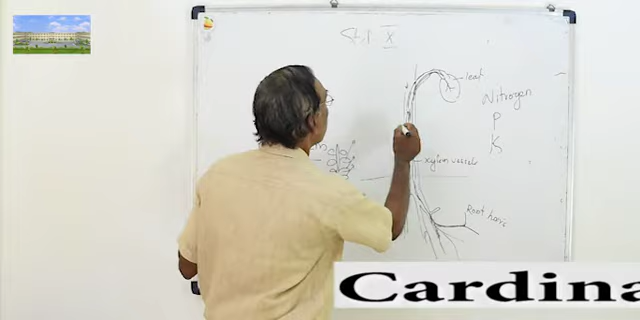 Std X
leaf
Nitrogen
P
K
xylem vessels
Root hairs
Cardina